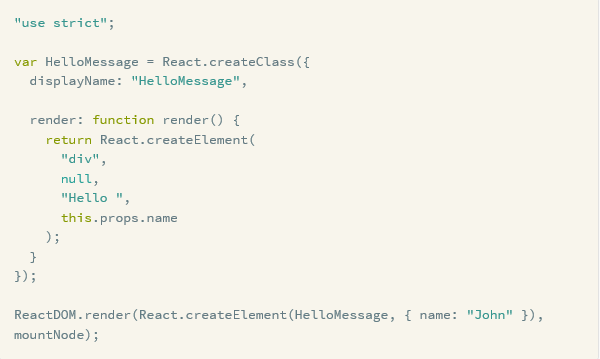 "use strict";
var HelloMessage = React.createClass({
  displayName: "HelloMessage",
  render: function render() {
    return React.createElement(
      "div",
      null,
      "Hello ",
      this.props.name
    );
  }
});
ReactDOM.render(React.createElement(HelloMessage, { name: "John" }),
mountNode);